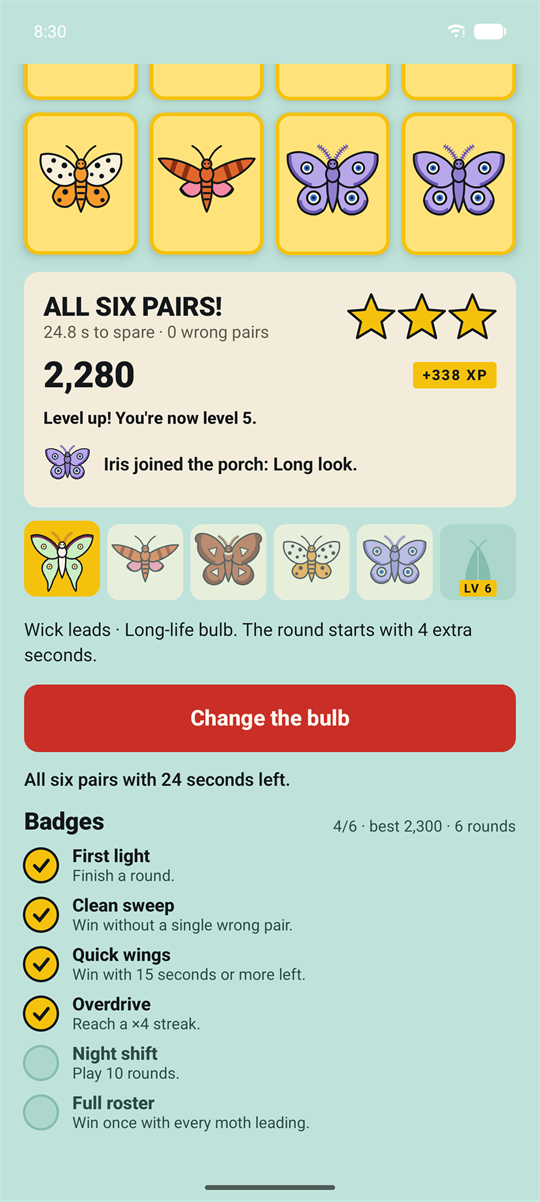 8:30
ALL SIX PAIRS!
24.8 s to spare · 0 wrong pairs
2,280
+338 XP
Level up! You're now level 5.
Iris joined the porch: Long look.
LV 6
Wick leads · Long-life bulb. The round starts with 4 extra
seconds.
Change the bulb
All six pairs with 24 seconds left.
Badges
4/6 · best 2,300 · 6 rounds
First light
Finish a round.
Clean sweep
Win without a single wrong pair.
Quick wings
Win with 15 seconds or more left.
Overdrive
Reach a ×4 streak.
Night shift
Play 10 rounds.
Full roster
Win once with every moth leading.